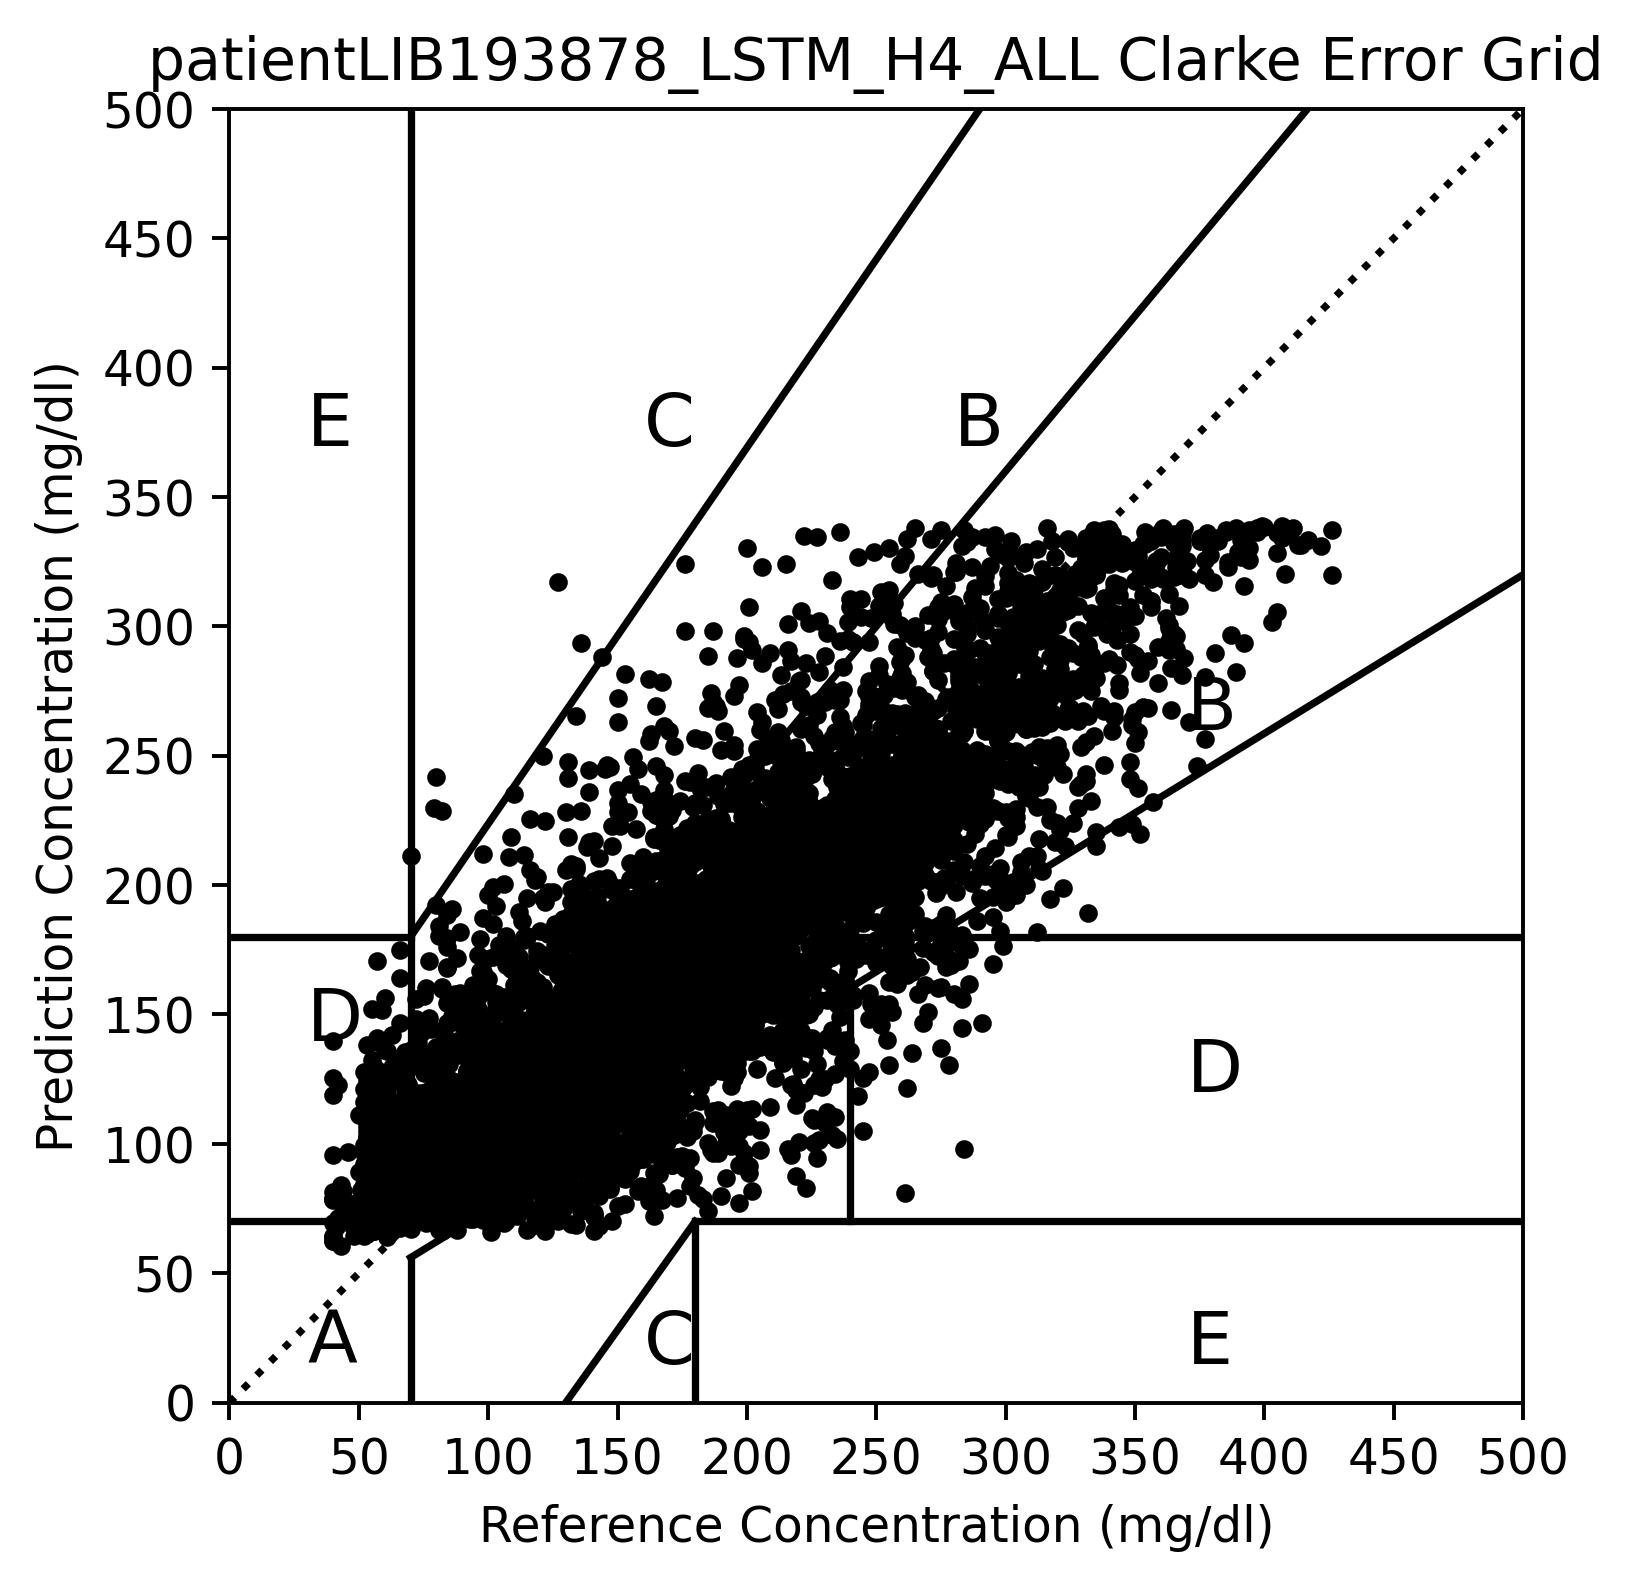 patientLIB193878_LSTM_H4_ALL Clarke Error Grid
500
450
400
350
300
250
200
150
100
50
0
Prediction Concentration (mg/dl)
E
C
B
B
D
D
A
C
E
0 50 100 150 200 250 300 350 400 450 500
Reference Concentration (mg/dl)